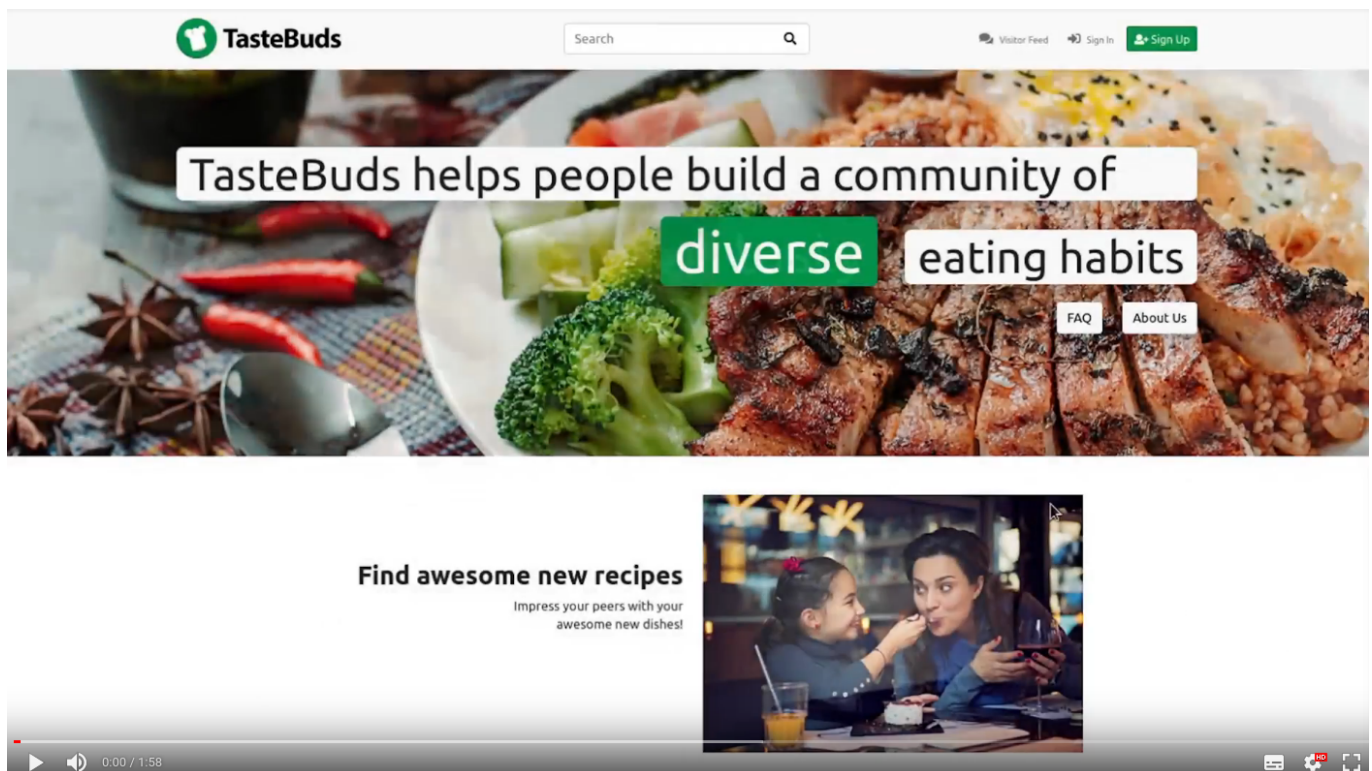 TasteBuds
Search
Visitor Feed
Sign In
Sign Up
TasteBuds helps people build a community of
diverse eating habits
FAQ
About Us
Find awesome new recipes
Impress your peers with your
awesome new dishes!
0:00 / 1:58
HD